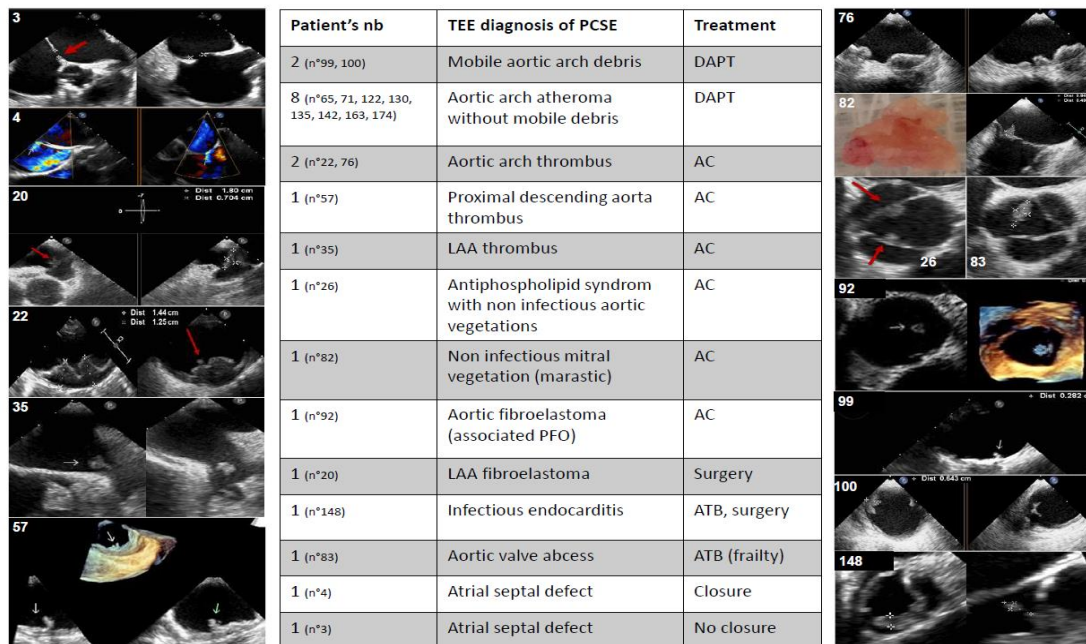 3
4
20
Dist 1.80 cm
Dist 0.704 cm
22
Dist 1.44 cm
Dist 1.25 cm
35
57
Patient's nb TEE diagnosis of PCSE Treatment
2 (n°99, 100) Mobile aortic arch debris DAPT
8 (n°65, 71, 122, 130, Aortic arch atheroma DAPT
135, 142, 163, 174) without mobile debris
2 (n°22, 76) Aortic arch thrombus AC
1 (n°57) Proximal descending aorta AC
thrombus
1 (n°35) LAA thrombus AC
1 (n°26) Antiphospholipid syndrom AC
with non infectious aortic
vegetations
1 (n°82) Non infectious mitral AC
vegetation (marastic)
1 (n°92) Aortic fibroelastoma AC
(associated PFO)
1 (n°20) LAA fibroelastoma Surgery
1 (n°148) Infectious endocarditis ATB, surgery
1 (n°83) Aortic valve abcess ATB (frailty)
1 (n°4) Atrial septal defect Closure
1 (n°3) Atrial septal defect No closure
76
82
26 83
92
99
Dist 0.282 cm
100
Dist 0.643 cm
148